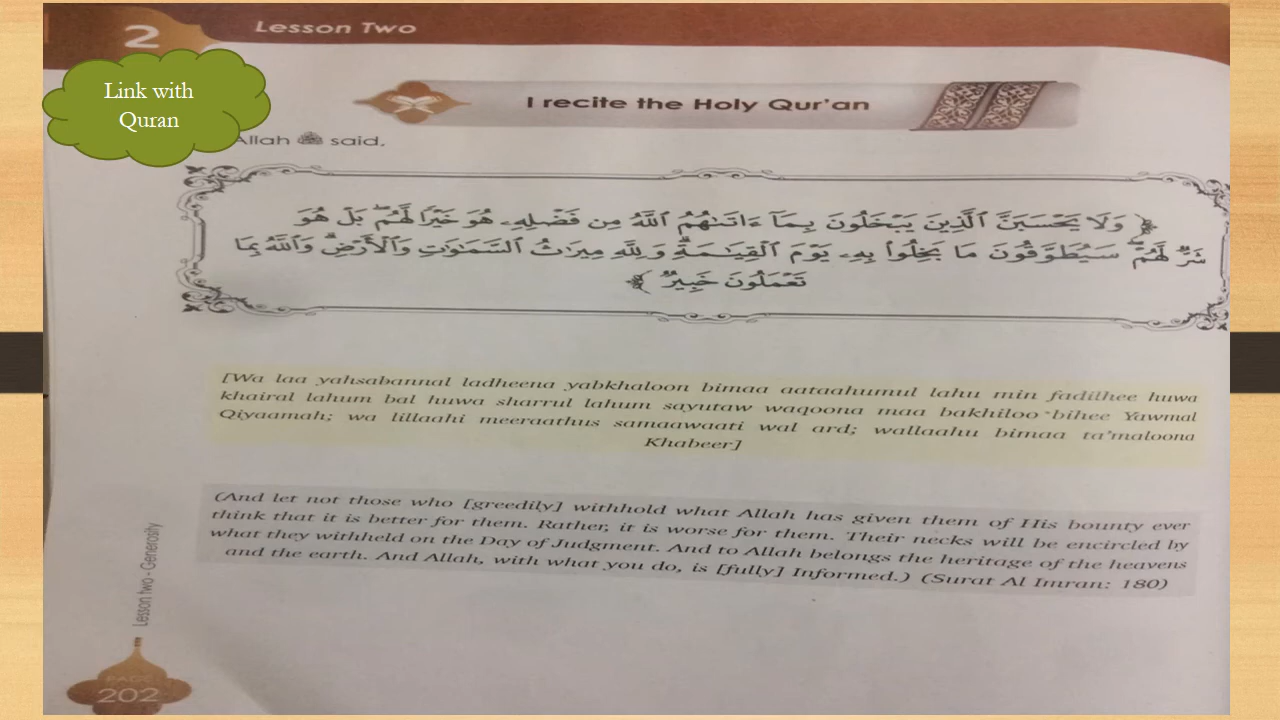 2
Lesson Two
Link with
Quran
I recite the Holy Qur'an
Allah ﷻ said.
﴿ وَلَا يَحْسَبَنَّ ٱلَّذِينَ يَبْخَلُونَ بِمَآ ءَاتَىٰهُمُ ٱللَّهُ مِن فَضْلِهِۦ هُوَ خَيْرًا لَّهُم ۖ بَلْ هُوَ
شَرٌّ لَّهُمْ ۖ سَيُطَوَّقُونَ مَا بَخِلُوا۟ بِهِۦ يَوْمَ ٱلْقِيَـٰمَةِ ۗ وَلِلَّهِ مِيرَٰثُ ٱلسَّمَـٰوَٰتِ وَٱلْأَرْضِ ۗ وَٱللَّهُ بِمَا
تَعْمَلُونَ خَبِيرٌ ﴾
[Wa laa yahsabannal ladheena yabkhaloon bimaa aataahumul lahu min fadilhee huwa
khairal lahum bal huwa sharrul lahum sayutaw waqoona maa bakhiloo bihee Yawmal
Qiyaamah; wa lillaahi meeraathus samaawaati wal ard; wallaahu bimaa ta'maloona
Khabeer]
(And let not those who [greedily] withhold what Allah has given them of His bounty ever
think that it is better for them. Rather, it is worse for them. Their necks will be encircled by
what they withheld on the Day of Judgment. And to Allah belongs the heritage of the heavens
and the earth. And Allah, with what you do, is [fully] Informed.) (Surat Al Imran: 180)
Lesson two - Generosity
PAGE
202